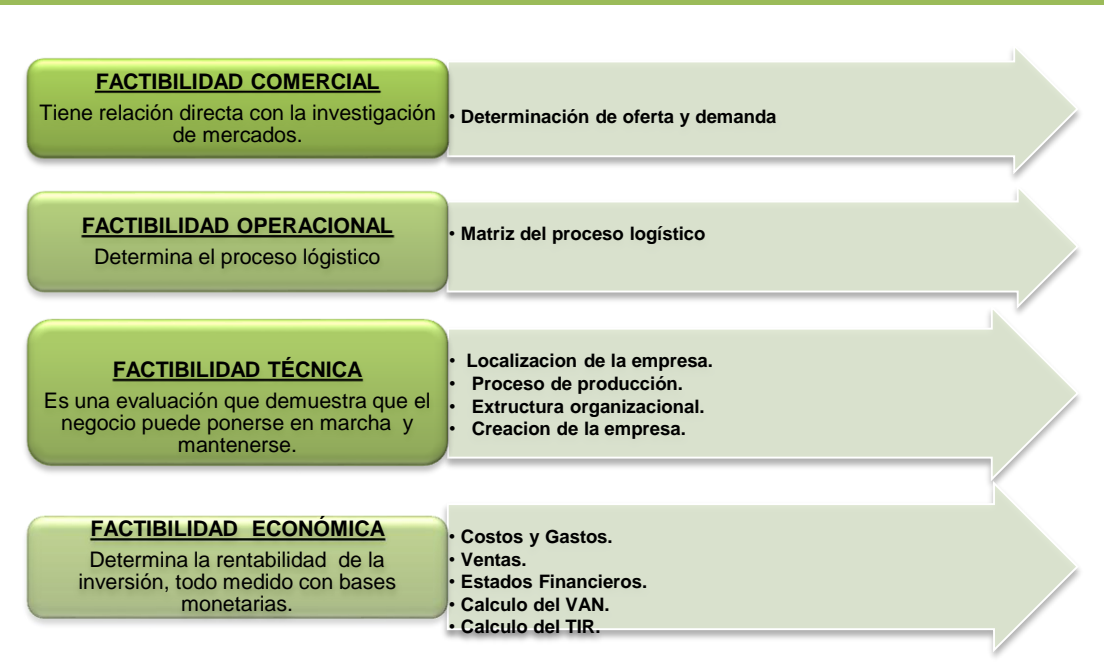 FACTIBILIDAD COMERCIAL
Tiene relación directa con la investigación
de mercados.
• Determinación de oferta y demanda
FACTIBILIDAD OPERACIONAL
Determina el proceso lógistico
• Matriz del proceso logístico
FACTIBILIDAD TÉCNICA
Es una evaluación que demuestra que el
negocio puede ponerse en marcha y
mantenerse.
• Localizacion de la empresa.
• Proceso de producción.
• Extructura organizacional.
• Creacion de la empresa.
FACTIBILIDAD ECONÓMICA
Determina la rentabilidad de la
inversión, todo medido con bases
monetarias.
• Costos y Gastos.
• Ventas.
• Estados Financieros.
• Calculo del VAN.
• Calculo del TIR.